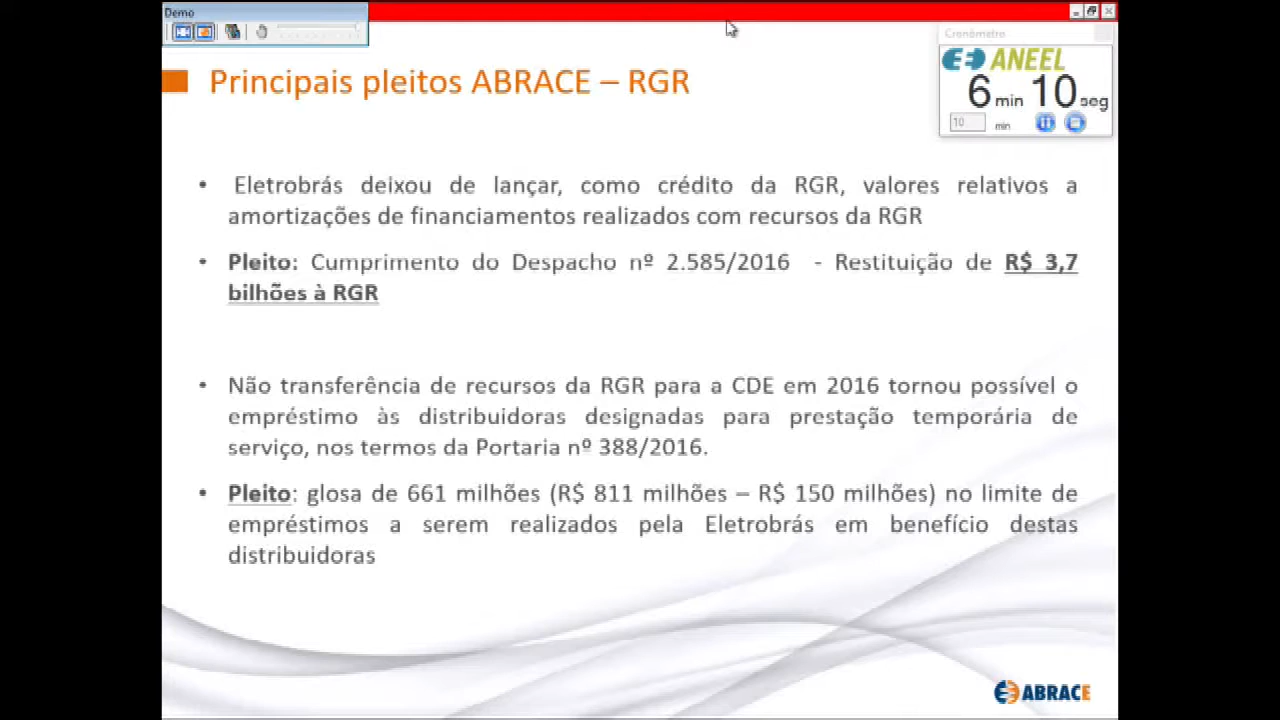 Demo
Cronômetro
ANEEL
6 min 10 seg
10 min
Principais pleitos ABRACE – RGR
• Eletrobrás deixou de lançar, como crédito da RGR, valores relativos a
amortizações de financiamentos realizados com recursos da RGR
• Pleito: Cumprimento do Despacho nº 2.585/2016 - Restituição de R$ 3,7
bilhões à RGR
• Não transferência de recursos da RGR para a CDE em 2016 tornou possível o
empréstimo às distribuidoras designadas para prestação temporária de
serviço, nos termos da Portaria nº 388/2016.
• Pleito: glosa de 661 milhões (R$ 811 milhões – R$ 150 milhões) no limite de
empréstimos a serem realizados pela Eletrobrás em benefício destas
distribuidoras
ABRACE